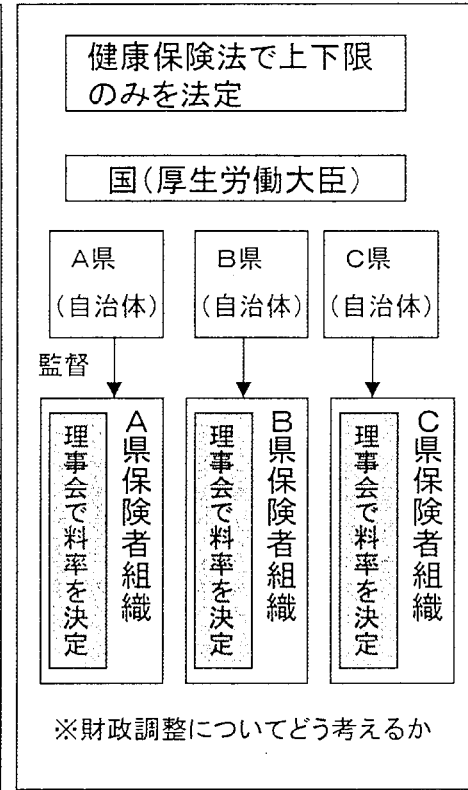 健康保険法で上下限
のみを法定
国(厚生労働大臣)
A県
(自治体)
B県
(自治体)
C県
(自治体)
監督
A県保険者組織
理事会で料率を決定
B県保険者組織
理事会で料率を決定
C県保険者組織
理事会で料率を決定
※財政調整についてどう考えるか